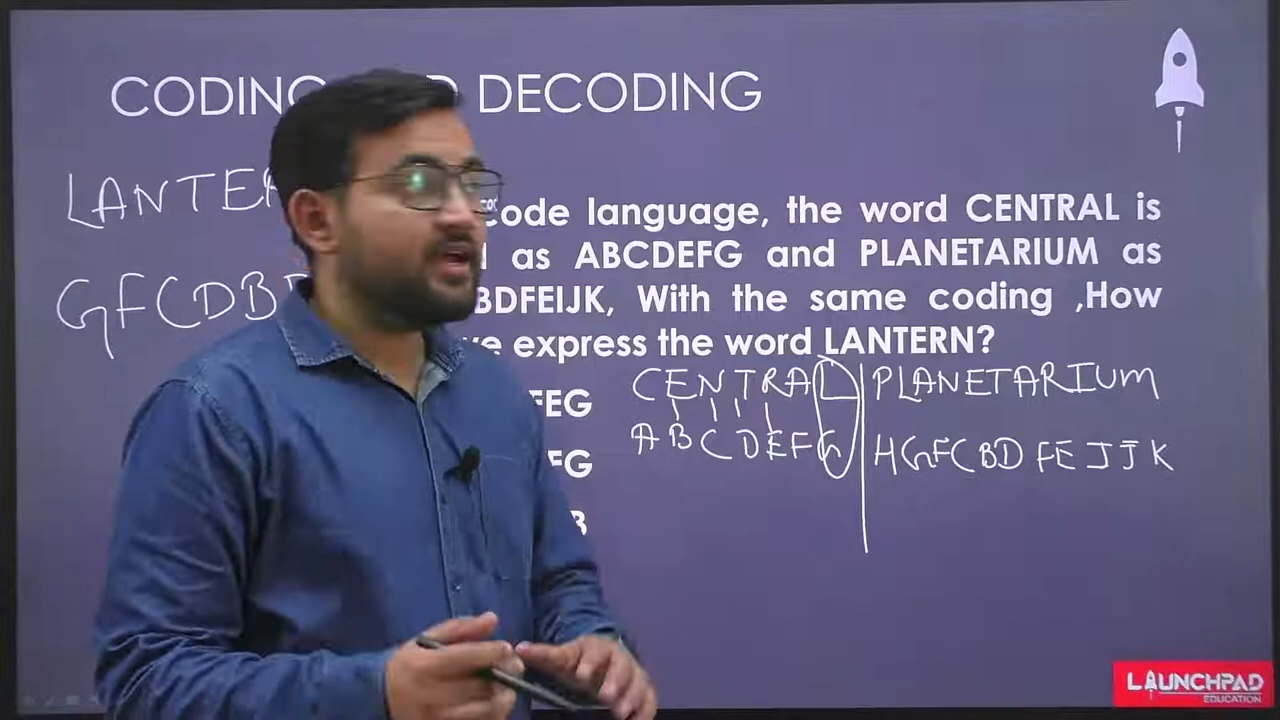 CODING DECODING
LANTE
code language, the word CENTRAL is
as ABCDEFG and PLANETARIUM as
GFCDB
BDFEIJK, With the same coding ,How
we express the word LANTERN?
CENTRAL PLANETARIUM
FEG
ABCDEFG HGFCBDFEIJK
FG
B
LAUNCHPAD
EDUCATION